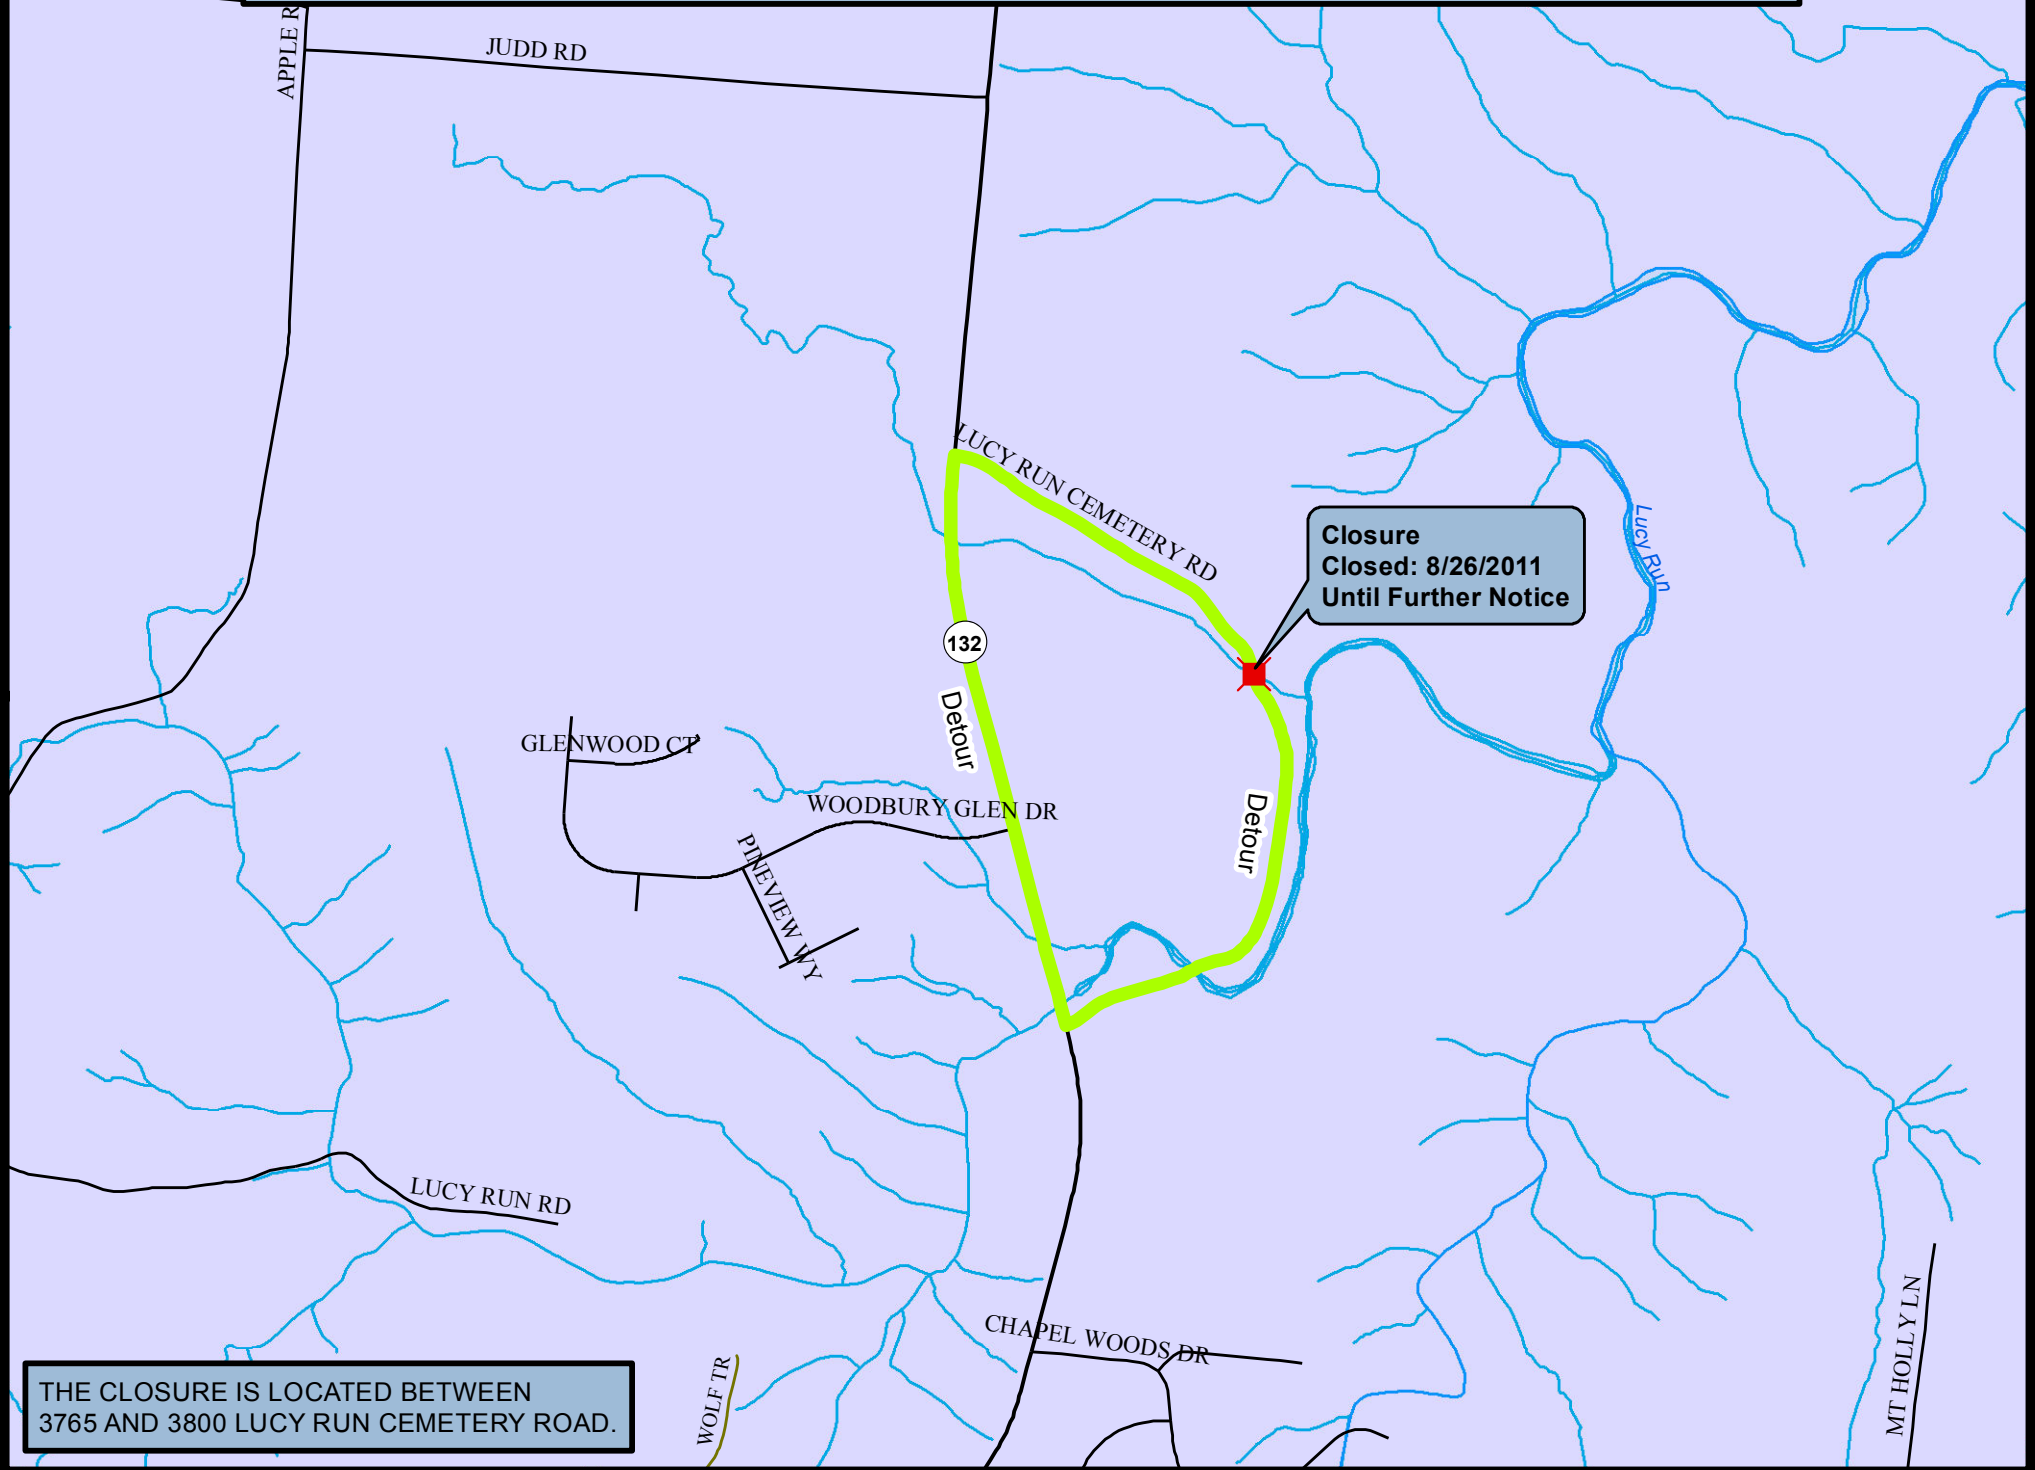 APPLE R
JUDD RD
LUCY RUN CEMETERY RD
Closure
Closed: 8/26/2011
Until Further Notice
Lucy Run
132
Detour
GLENWOOD CT
WOODBURY GLEN DR
Detour
PINEVIEW WY
LUCY RUN RD
CHAPEL WOODS DR
MT HOLLY LN
WOLF TR
THE CLOSURE IS LOCATED BETWEEN
3765 AND 3800 LUCY RUN CEMETERY ROAD.